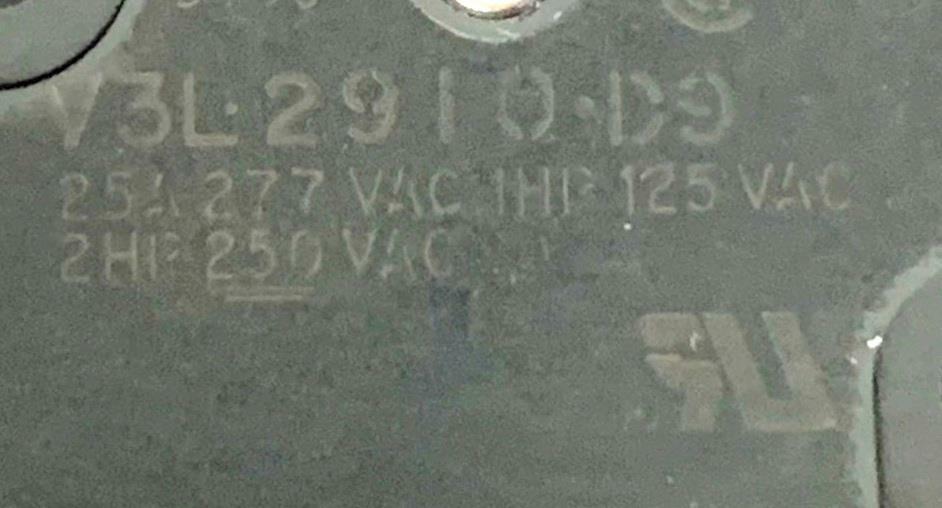 V3L·2910·D9
25A 277 VAC 1HP 125 VAC
2HP 250 VAC